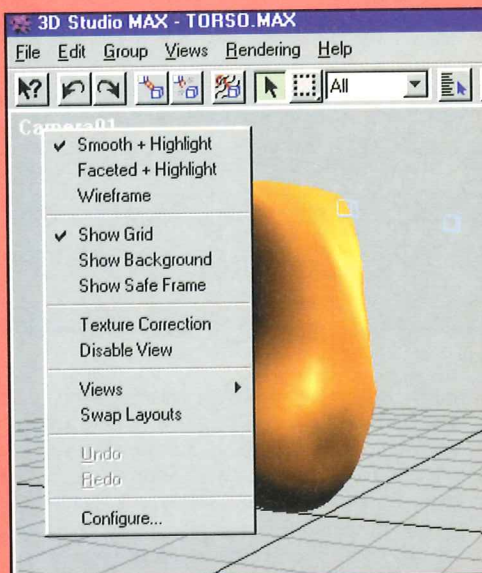 3D Studio MAX - TORSO.MAX
File Edit Group Views Rendering Help
All
Camera01
Smooth + Highlight
Faceted + Highlight
Wireframe
Show Grid
Show Background
Show Safe Frame
Texture Correction
Disable View
Views
Swap Layouts
Undo
Redo
Configure...